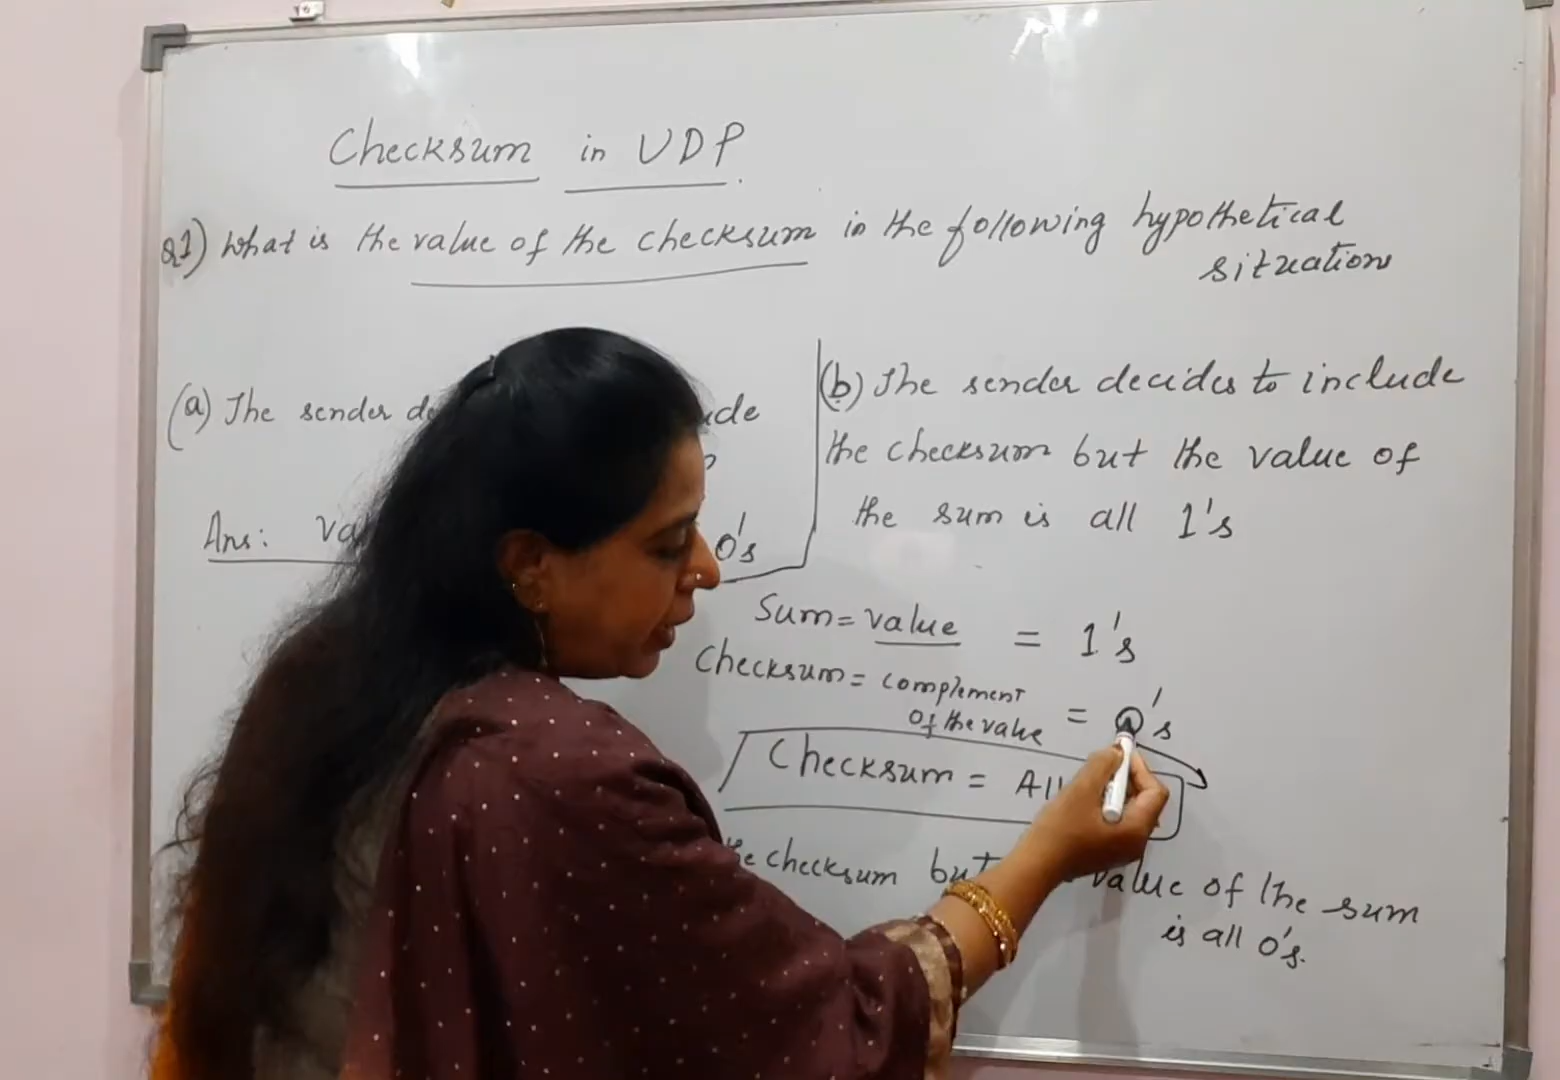 Checksum in UDP.
Q1) What is the value of the checksum in the following hypothetical
situation
(a) The sender de ude
Ans: Va 0's
(b) The sender decides to include
the checksum but the value of
the sum is all 1's
Sum = value = 1's
Checksum = complement
of the value = 0's
Checksum = All
the checksum but value of the sum
is all 0's.